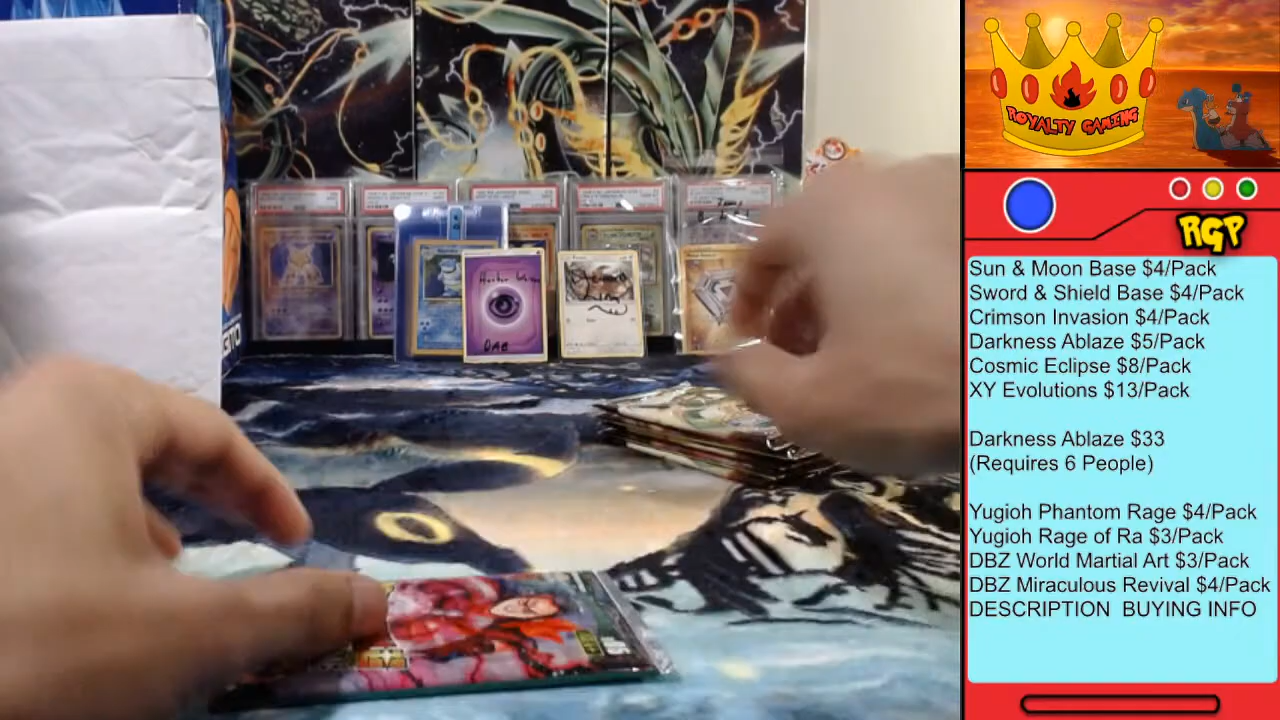 ROYALTY GAMING
RGP
Sun & Moon Base $4/Pack
Sword & Shield Base $4/Pack
Crimson Invasion $4/Pack
Darkness Ablaze $5/Pack
Cosmic Eclipse $8/Pack
XY Evolutions $13/Pack
Darkness Ablaze $33
(Requires 6 People)
Yugioh Phantom Rage $4/Pack
Yugioh Rage of Ra $3/Pack
DBZ World Martial Art $3/Pack
DBZ Miraculous Revival $4/Pack
DESCRIPTION BUYING INFO